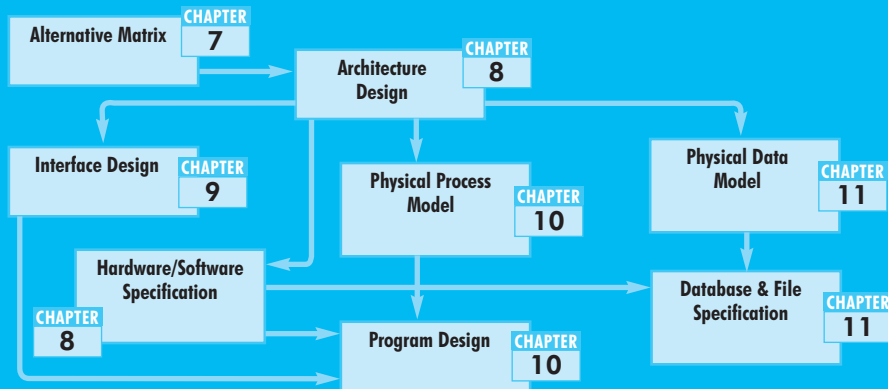 Alternative Matrix
CHAPTER
7
Architecture
Design
CHAPTER
8
Interface Design
CHAPTER
9
Physical Process
Model
CHAPTER
10
Physical Data
Model
CHAPTER
11
Hardware/Software
Specification
CHAPTER
8
Database & File
Specification
CHAPTER
11
Program Design
CHAPTER
10